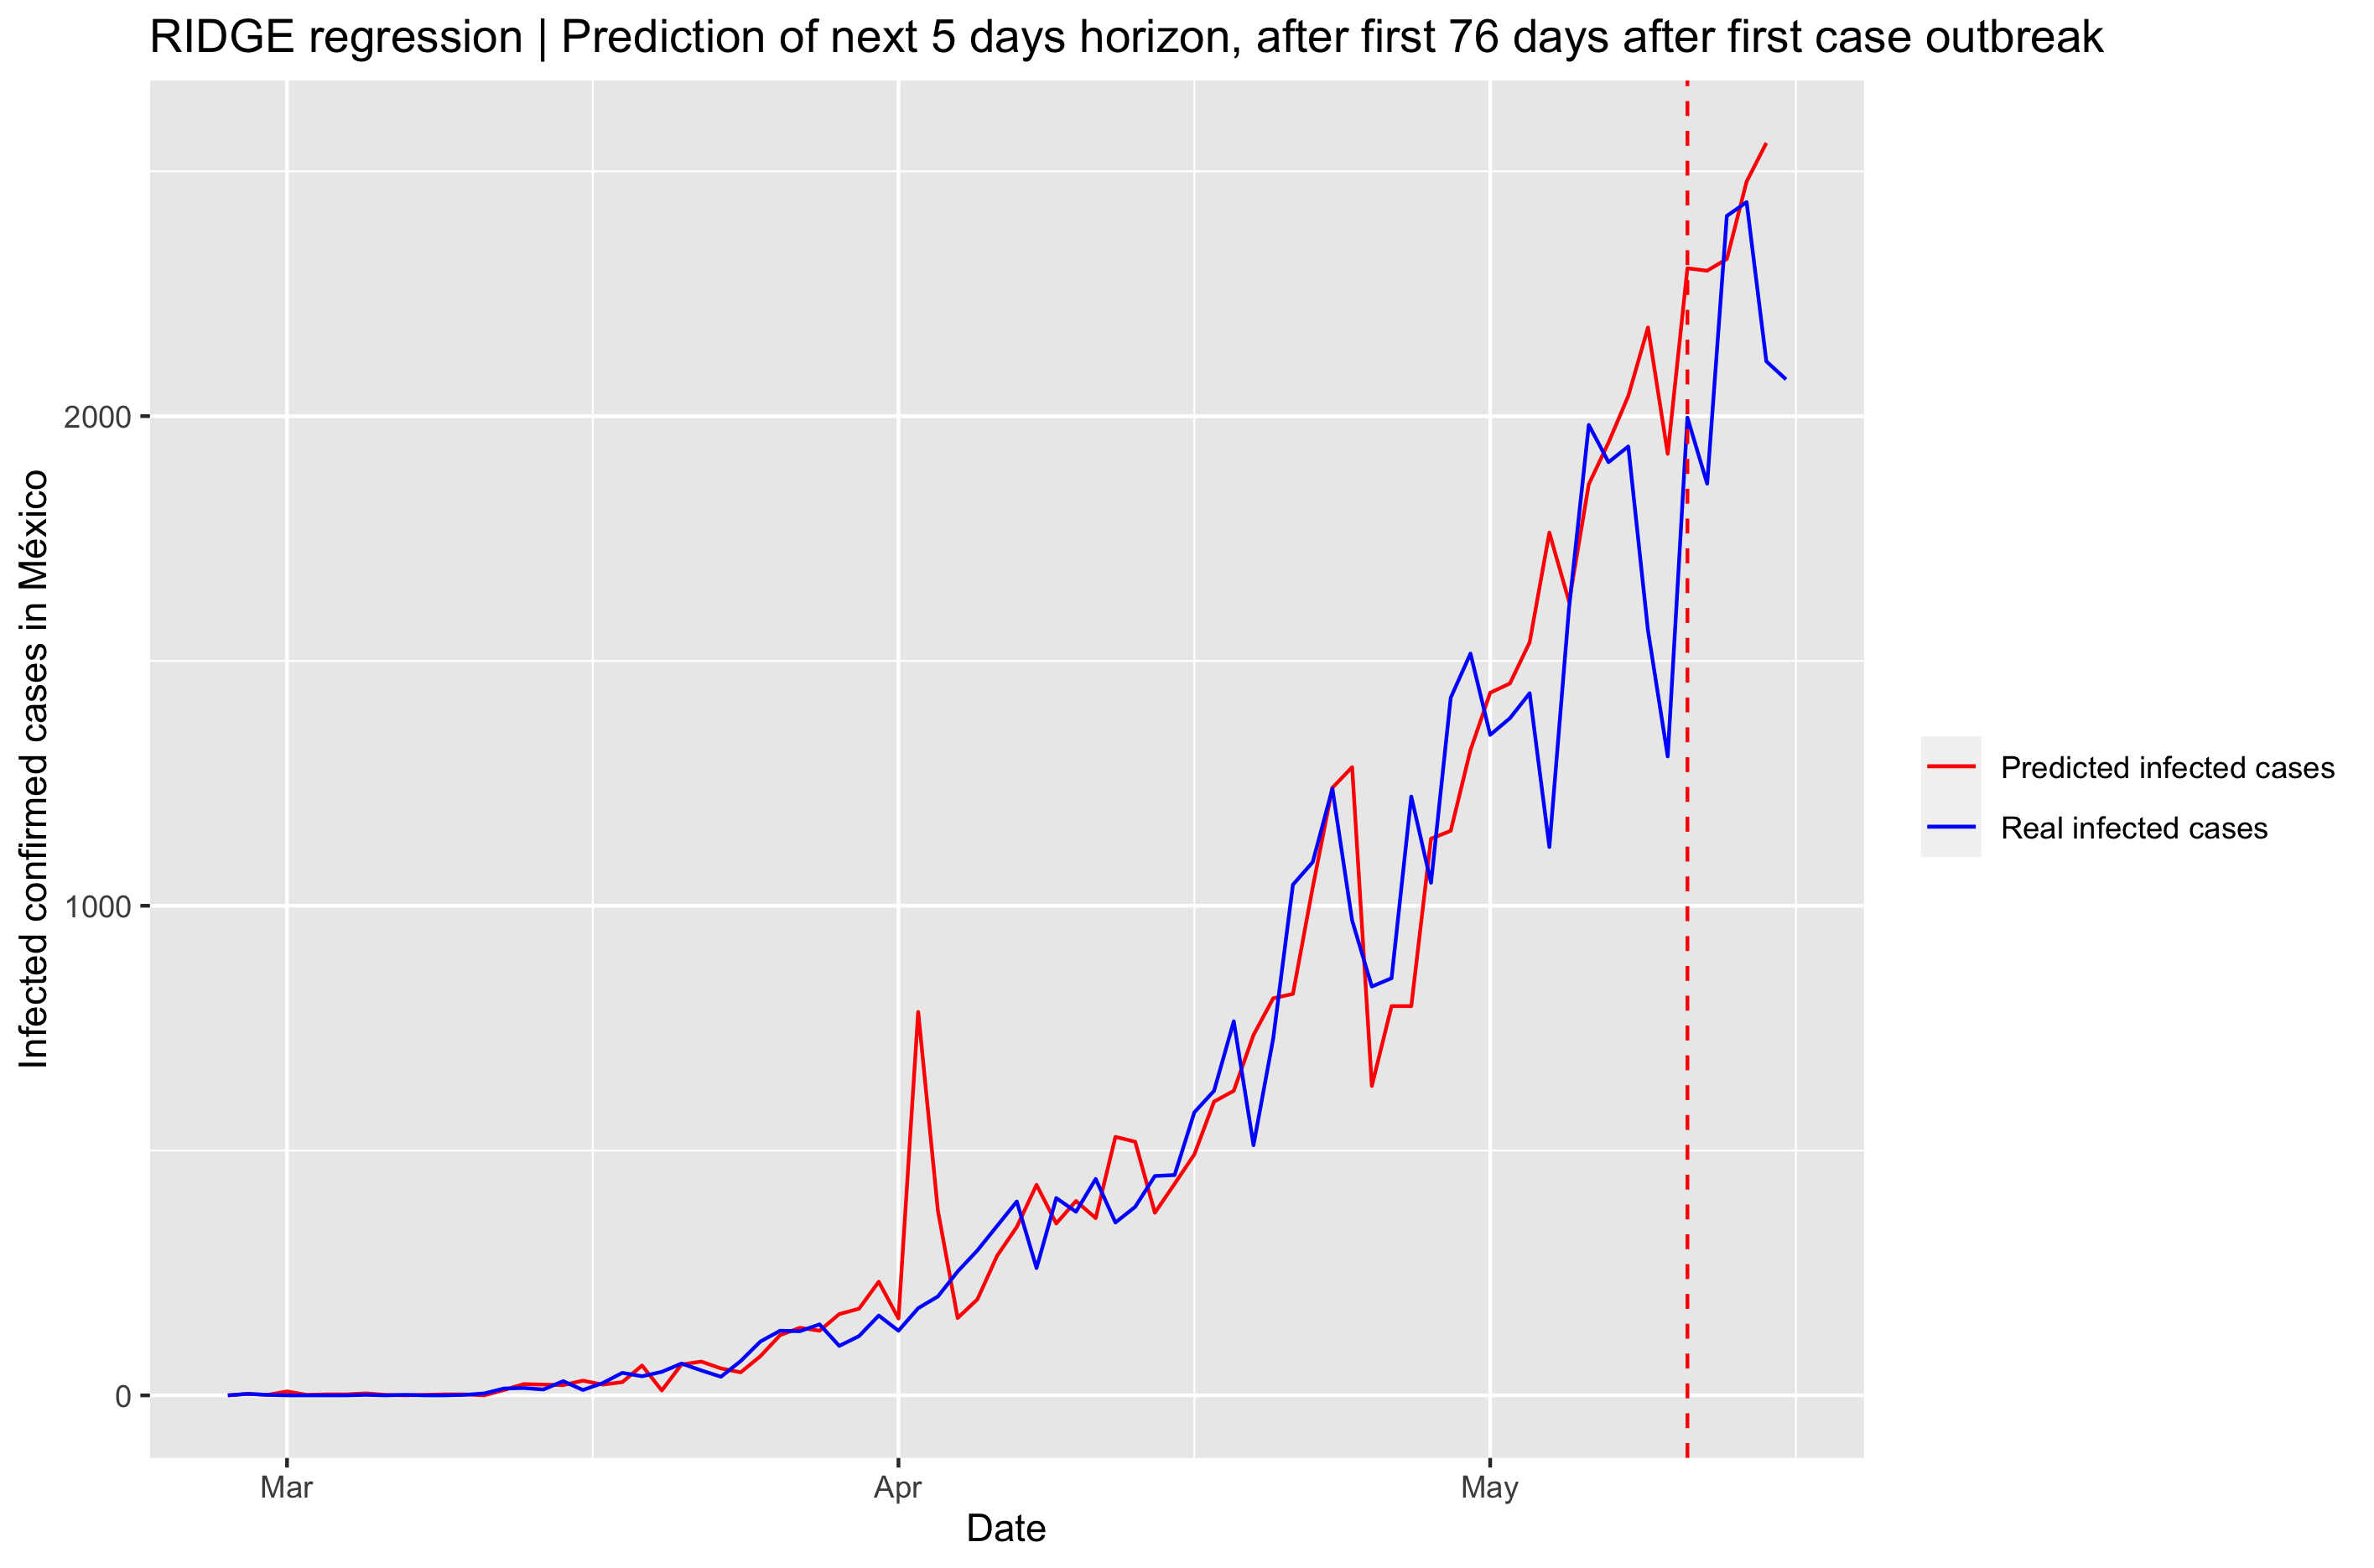 RIDGE regression | Prediction of next 5 days horizon, after first 76 days after first case outbreak
Infected confirmed cases in México
2000
1000
0
Mar
Apr
May
Date
Predicted infected cases
Real infected cases